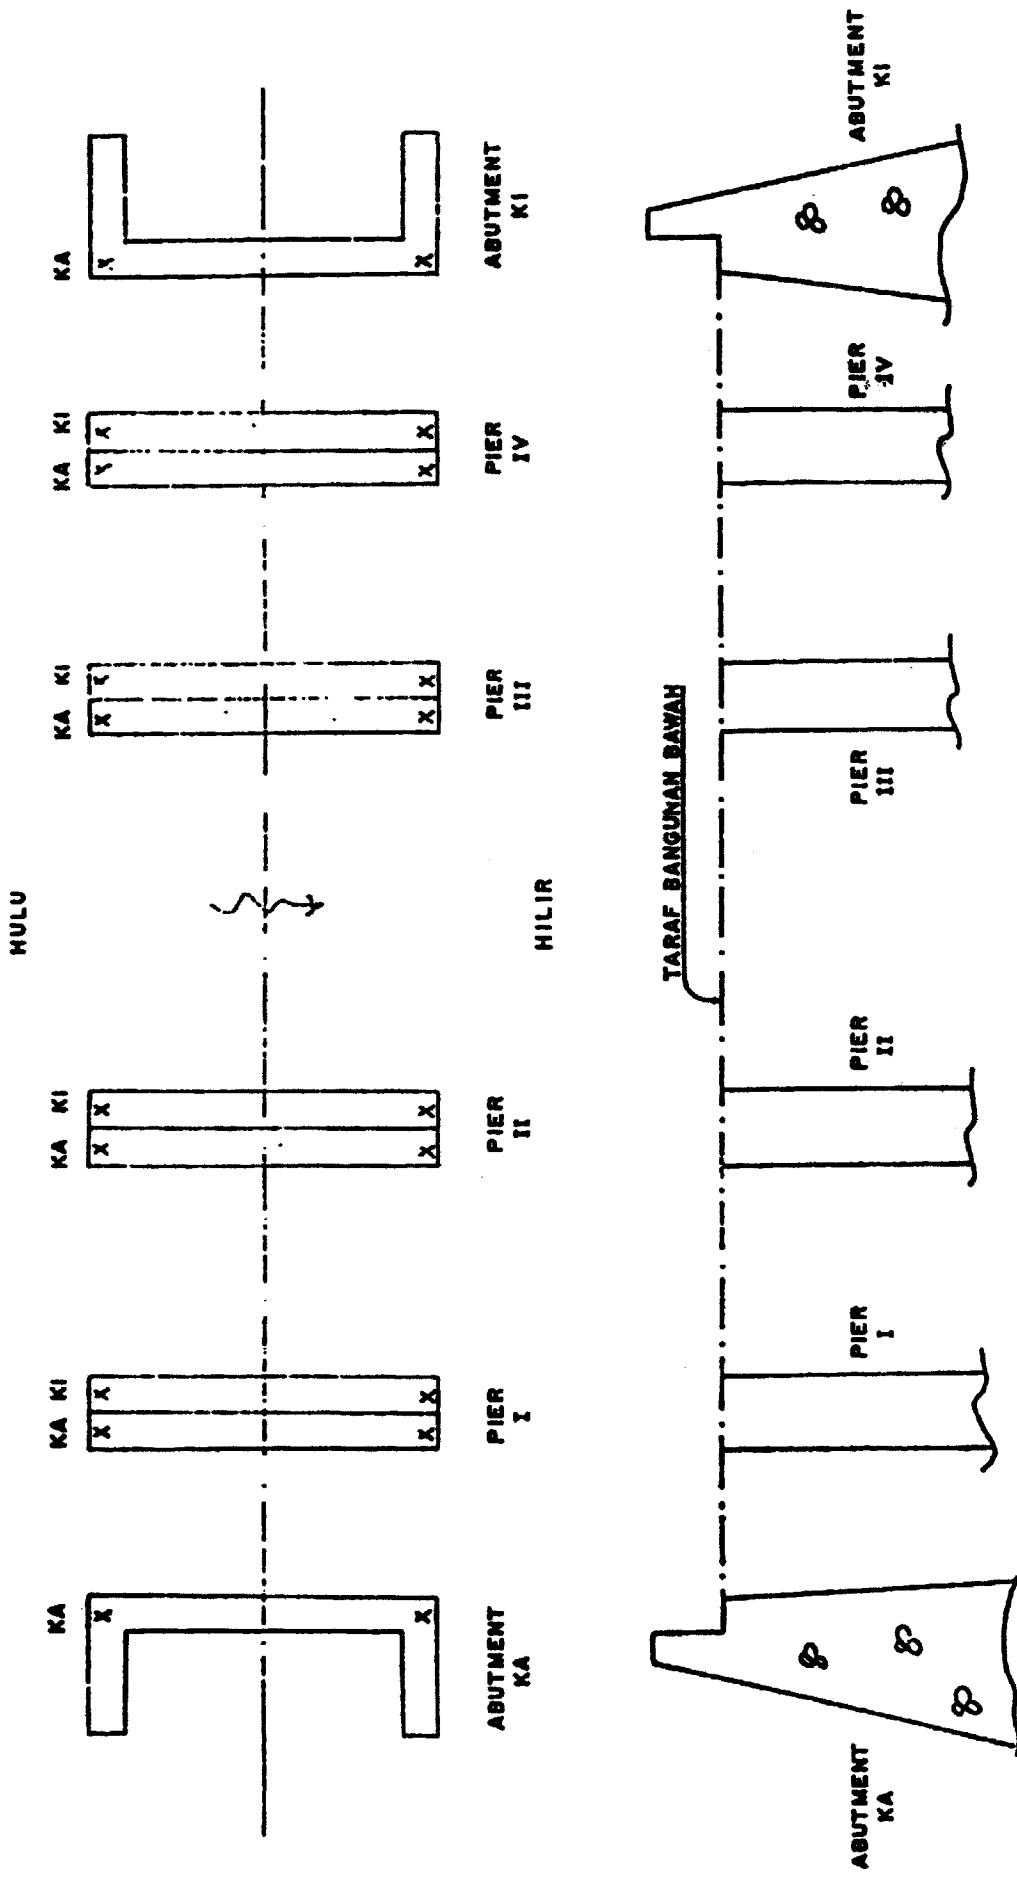 HULU
KA
KA KI
KA KI
KA KI
KA KI
KA
ABUTMENT
KA
PIER
I
PIER
II
PIER
III
PIER
IV
ABUTMENT
KI
HILIR
TARAF BANGUNAN BAWAH
ABUTMENT
KA
PIER
I
PIER
II
PIER
III
PIER
IV
ABUTMENT
KI